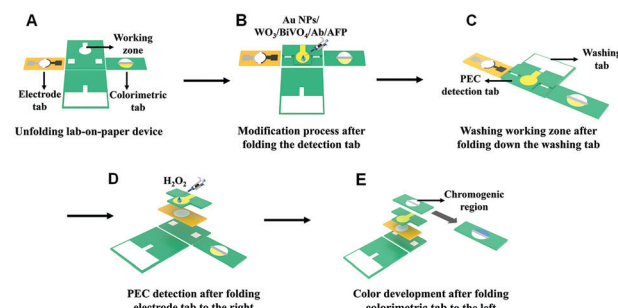 A
Working
zone
Electrode
tab
Colorimetric
tab
Unfolding lab-on-paper device
B
Au NPs/
WO₃/BiVO₄/Ab/AFP
Modification process after
folding the detection tab
C
Washing
tab
PEC
detection tab
Washing working zone after
folding down the washing tab
D
H₂O₂
PEC detection after folding
electrode tab to the right
E
Chromogenic
region
Color development after folding
colorimetric tab to the left